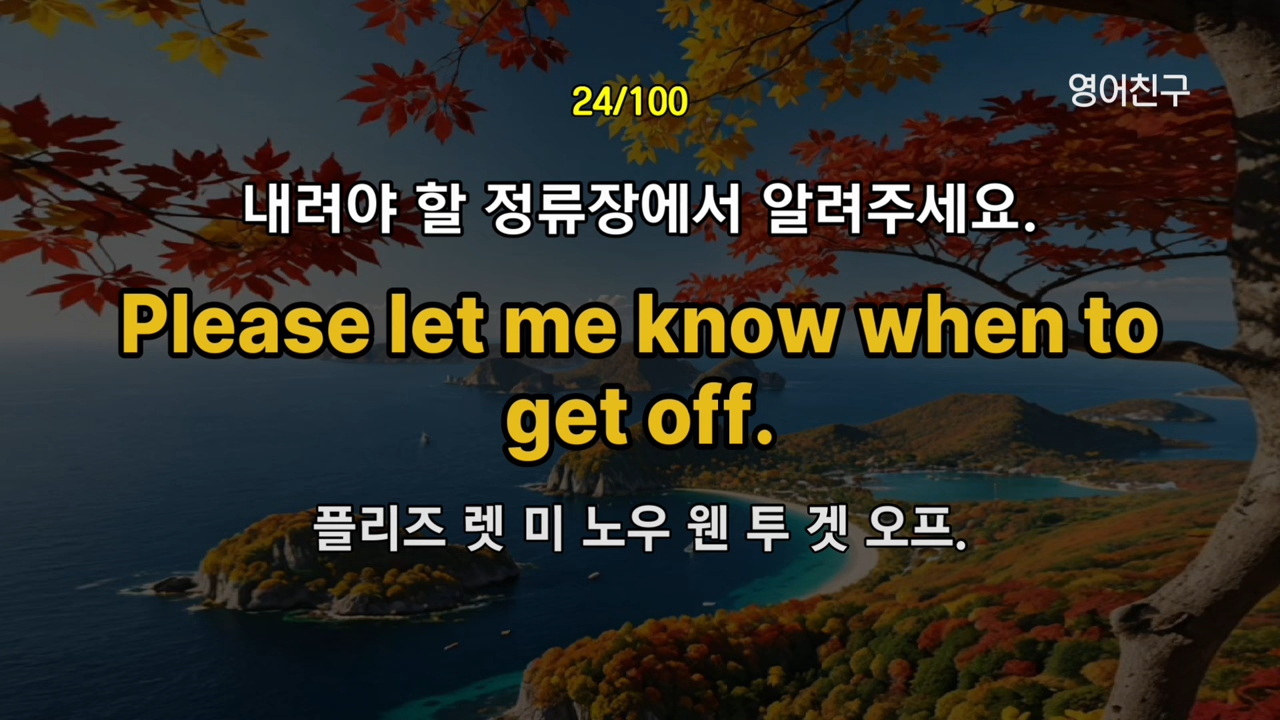 24/100
영어친구
내려야 할 정류장에서 알려주세요.
Please let me know when to
get off.
플리즈 렛 미 노우 웬 투 겟 오프.